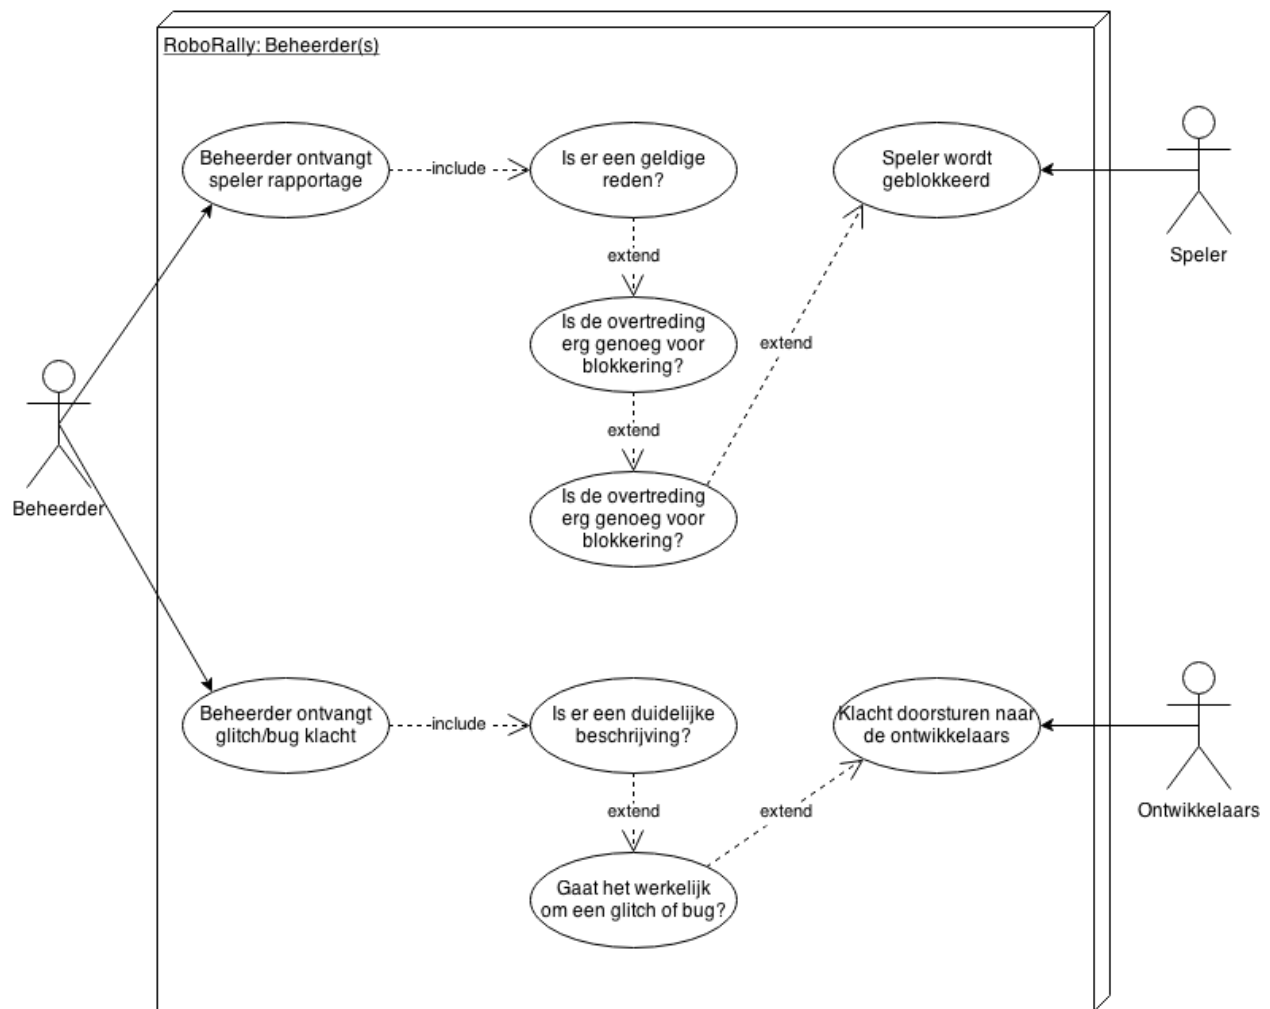 RoboRally: Beheerder(s)
Beheerder ontvangt
speler rapportage
include
Is er een geldige
reden?
Speler wordt
geblokkeerd
Speler
extend
Is de overtreding
erg genoeg voor
blokkering?
extend
extend
Is de overtreding
erg genoeg voor
blokkering?
Beheerder
Beheerder ontvangt
glitch/bug klacht
include
Is er een duidelijke
beschrijving?
Klacht doorsturen naar
de ontwikkelaars
Ontwikkelaars
extend
extend
Gaat het werkelijk
om een glitch of bug?